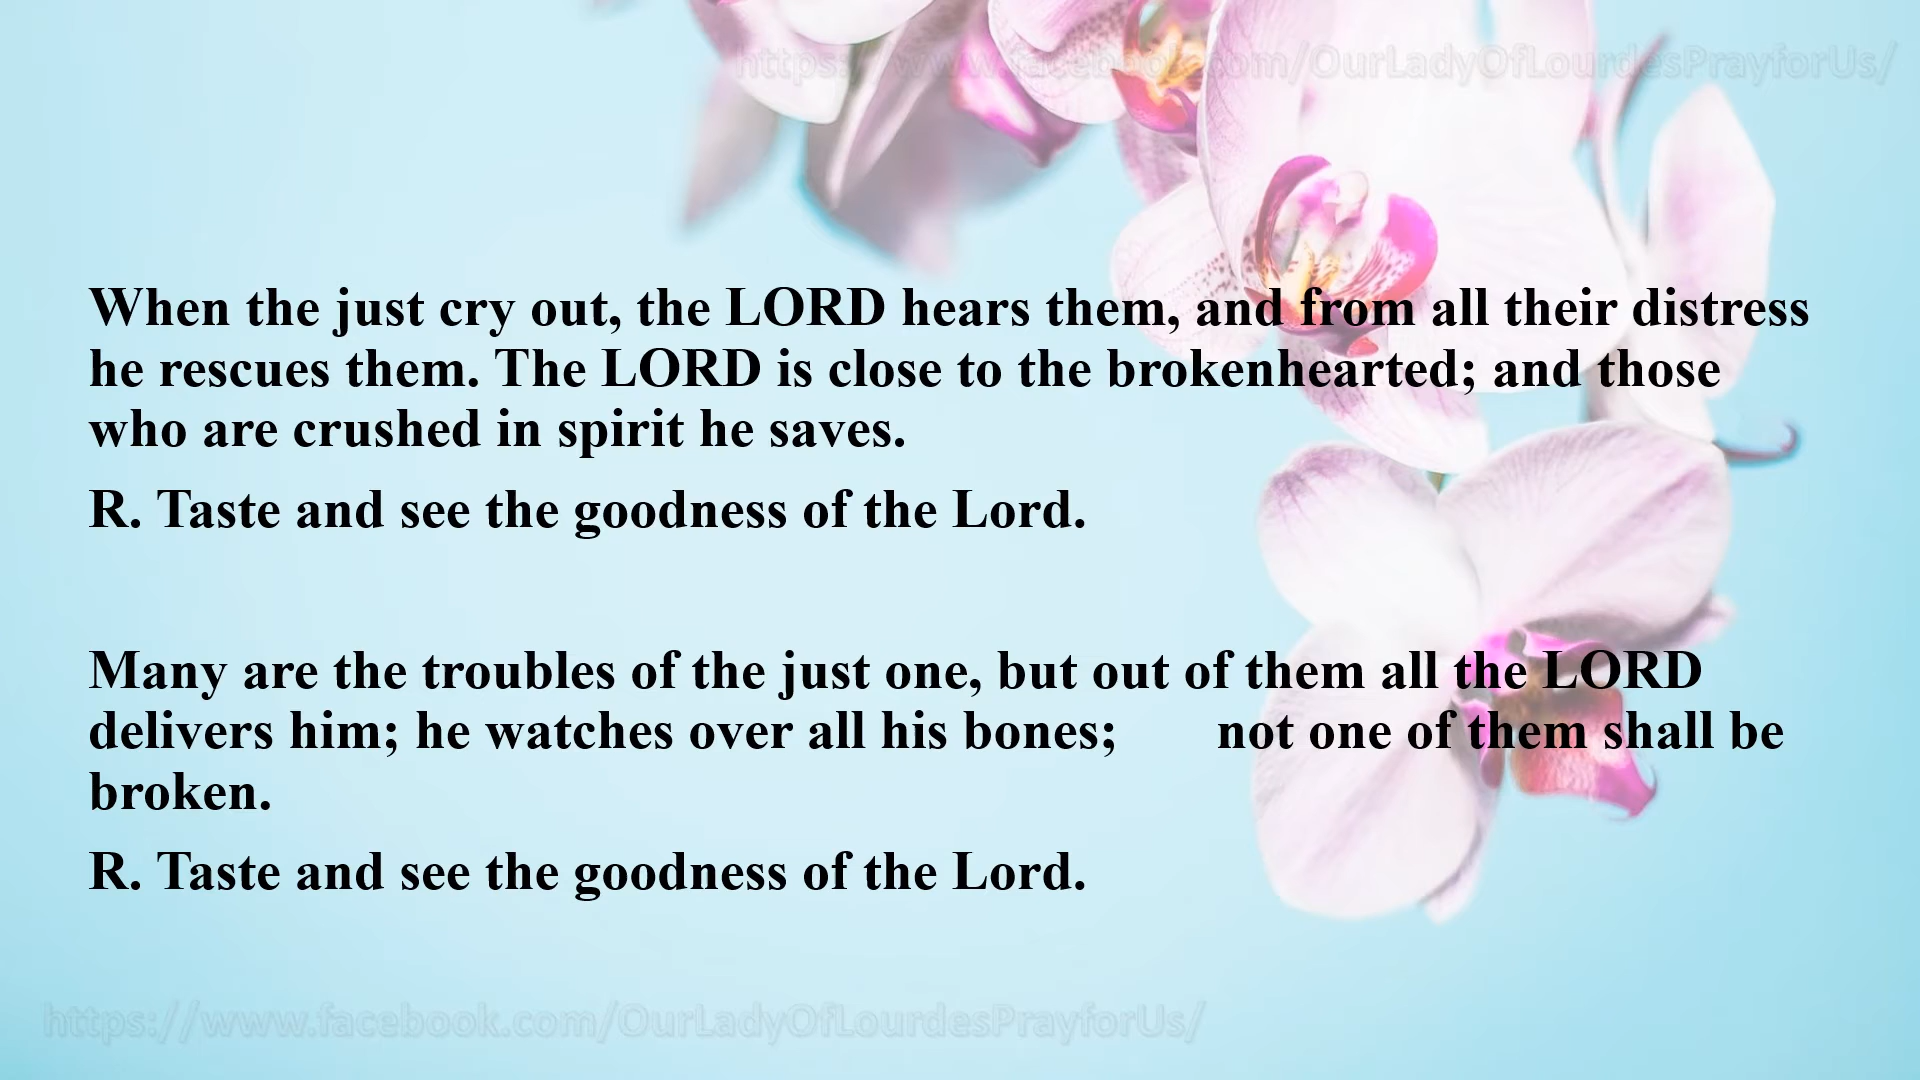 https://www.facebook.com/OurLadyOfLourdesPrayforUs/
When the just cry out, the LORD hears them, and from all their distress
he rescues them. The LORD is close to the brokenhearted; and those
who are crushed in spirit he saves.
R. Taste and see the goodness of the Lord.
Many are the troubles of the just one, but out of them all the LORD
delivers him; he watches over all his bones; not one of them shall be
broken.
R. Taste and see the goodness of the Lord.
https://www.facebook.com/OurLadyOfLourdesPrayforUs/